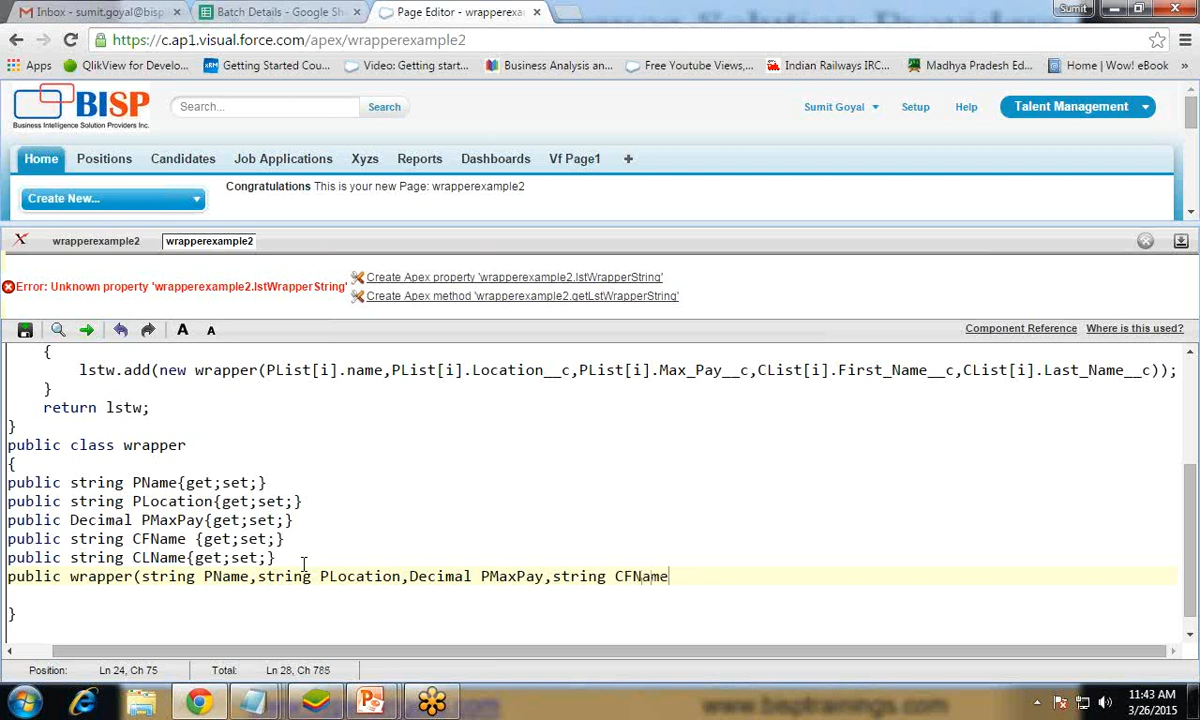 Inbox - sumit.goyal@bisp
Batch Details - Google She
Page Editor - wrapperexa
Sumit
https://c.ap1.visual.force.com/apex/wrapperexample2
Apps
QlikView for Develo...
Getting Started Cou...
Video: Getting start...
Business Analysis an...
Free Youtube Views,...
Indian Railways IRC...
Madhya Pradesh Ed...
Home | Wow! eBook
»
BISP
Business Intelligence Solution Providers Inc.
Search...
Search
Sumit Goyal
Setup
Help
Talent Management
Home
Positions
Candidates
Job Applications
Xyzs
Reports
Dashboards
Vf Page1
+
Create New...
Congratulations This is your new Page: wrapperexample2
wrapperexample2
wrapperexample2
Error: Unknown property 'wrapperexample2.lstWrapperString'
Create Apex property 'wrapperexample2.lstWrapperString'
Create Apex method 'wrapperexample2.getLstWrapperString'
A
A
Component Reference
Where is this used?
{
lstw.add(new wrapper(PList[i].name,PList[i].Location__c,PList[i].Max_Pay__c,CList[i].First_Name__c,CList[i].Last_Name__c));
}
return lstw;
}
public class wrapper
{
public string PName{get;set;}
public string PLocation{get;set;}
public Decimal PMaxPay{get;set;}
public string CFName {get;set;}
public string CLName{get;set;}
public wrapper(string PName,string PLocation,Decimal PMaxPay,string CFName
}
Position:
Ln 24, Ch 75
Total:
Ln 28, Ch 785
www.bisptrainings.com
11:43 AM
3/26/2015